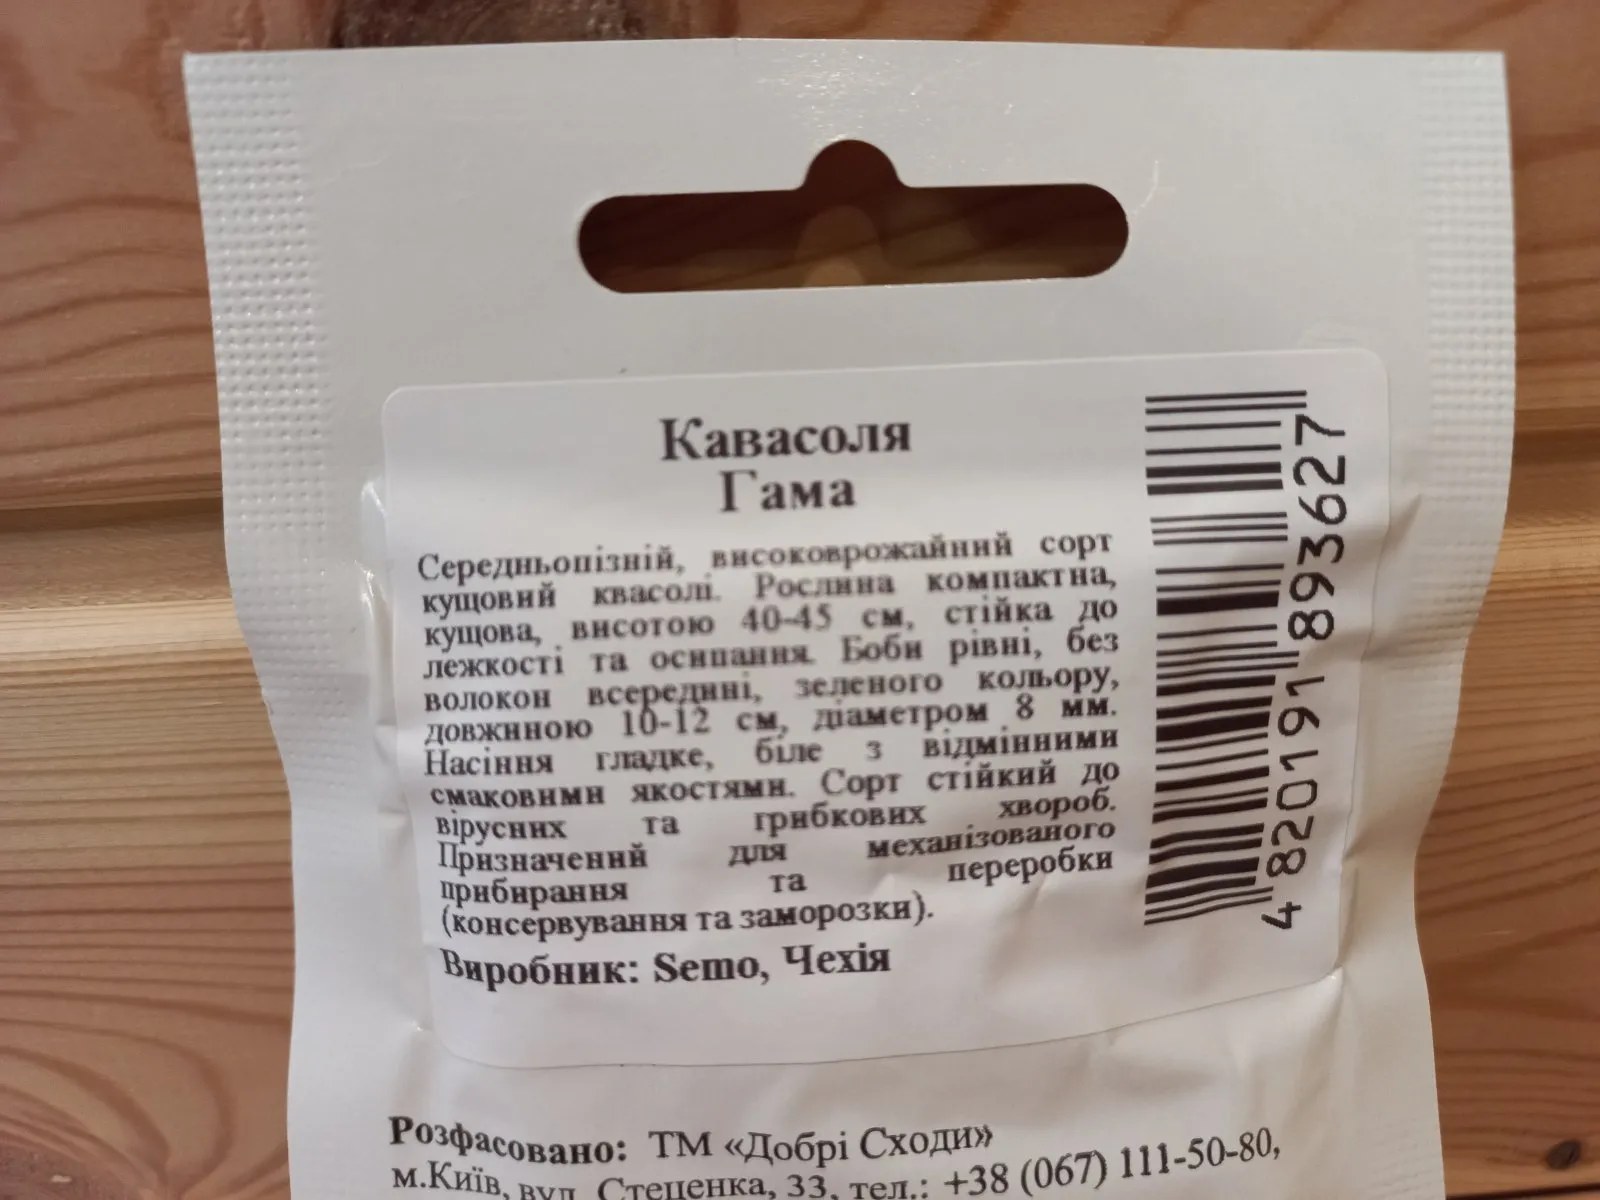 Кавасоля
Гама
Середньопізній, високоврожайний сорт
кущовий квасолі. Рослина компактна,
кущова, висотою 40-45 см, стійка до
лежкості та осипання. Боби рівні, без
волокон всередині, зеленого кольору,
довжиною 10-12 см, діаметром 8 мм.
Насіння гладке, біле з відмінними
смаковими якостями. Сорт стійкий до
вірусних та грибкових хвороб.
Призначений для механізованого
прибирання та переробки
(консервування та заморозки).
Виробник: Semo, Чехія
4 820191 893627
Розфасовано: ТМ «Добрі Сходи»
м.Київ, вул. Стеценка, 33, тел.: +38 (067) 111-50-80,